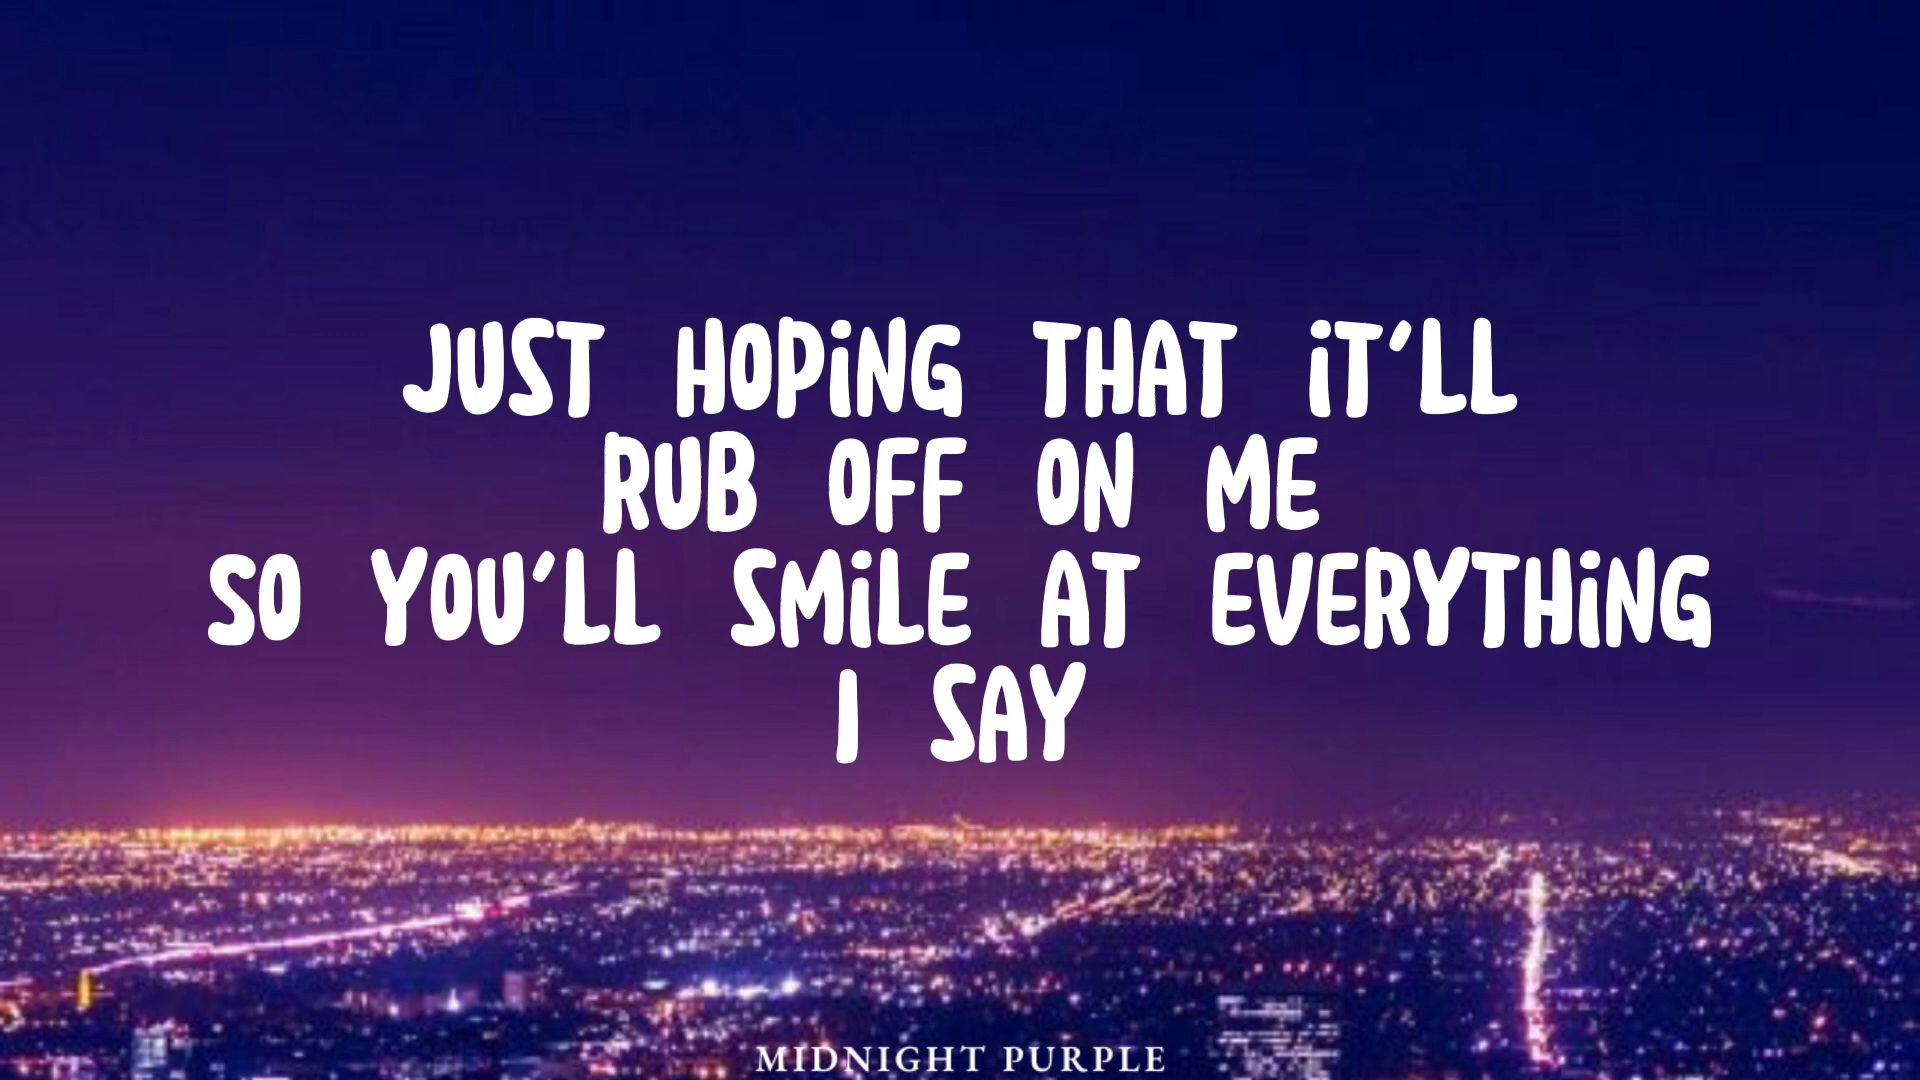 JUST HOPiNG THAT iT'LL
RUB OFF ON ME
SO YOU'LL SMiLE AT EVERYTHiNG
I SAY
MIDNIGHT PURPLE